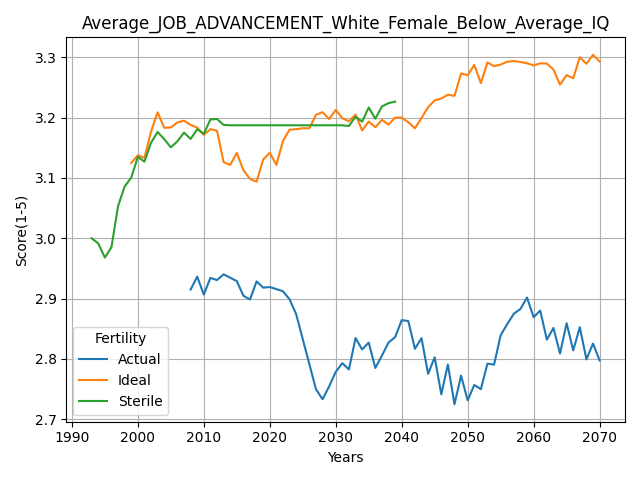 Average_JOB_ADVANCEMENT_White_Female_Below_Average_IQ
Score(1-5)
3.3
3.2
3.1
3.0
2.9
2.8
2.7
Fertility
Actual
Ideal
Sterile
1990 2000 2010 2020 2030 2040 2050 2060 2070
Years